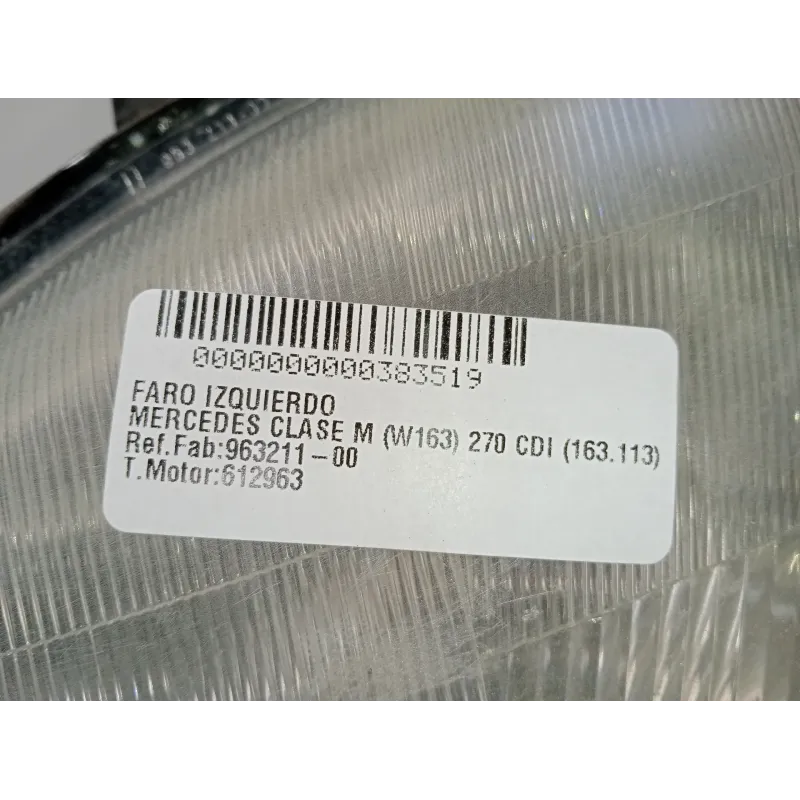 0000000000383519
FARO IZQUIERDO
MERCEDES CLASE M (W163) 270 CDI (163.113)
Ref.Fab:963211-00
T.Motor:612963